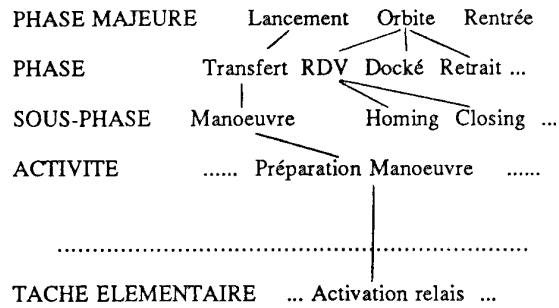 PHASE MAJEURE Lancement Orbite Rentrée
PHASE Transfert RDV Docké Retrait ...
SOUS-PHASE Manoeuvre Homing Closing ...
ACTIVITE ...... Préparation Manoeuvre ......
......................................................................
TACHE ELEMENTAIRE ... Activation relais ...